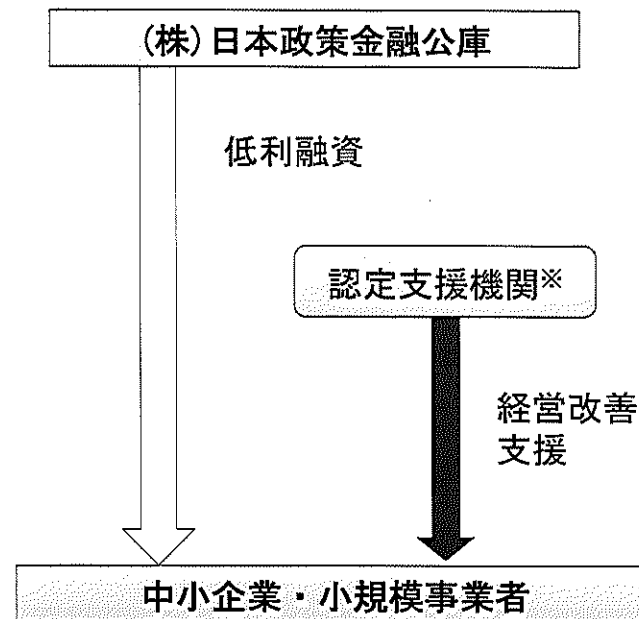 (株)日本政策金融公庫
低利融資
認定支援機関※
経営改善
支援
中小企業・小規模事業者